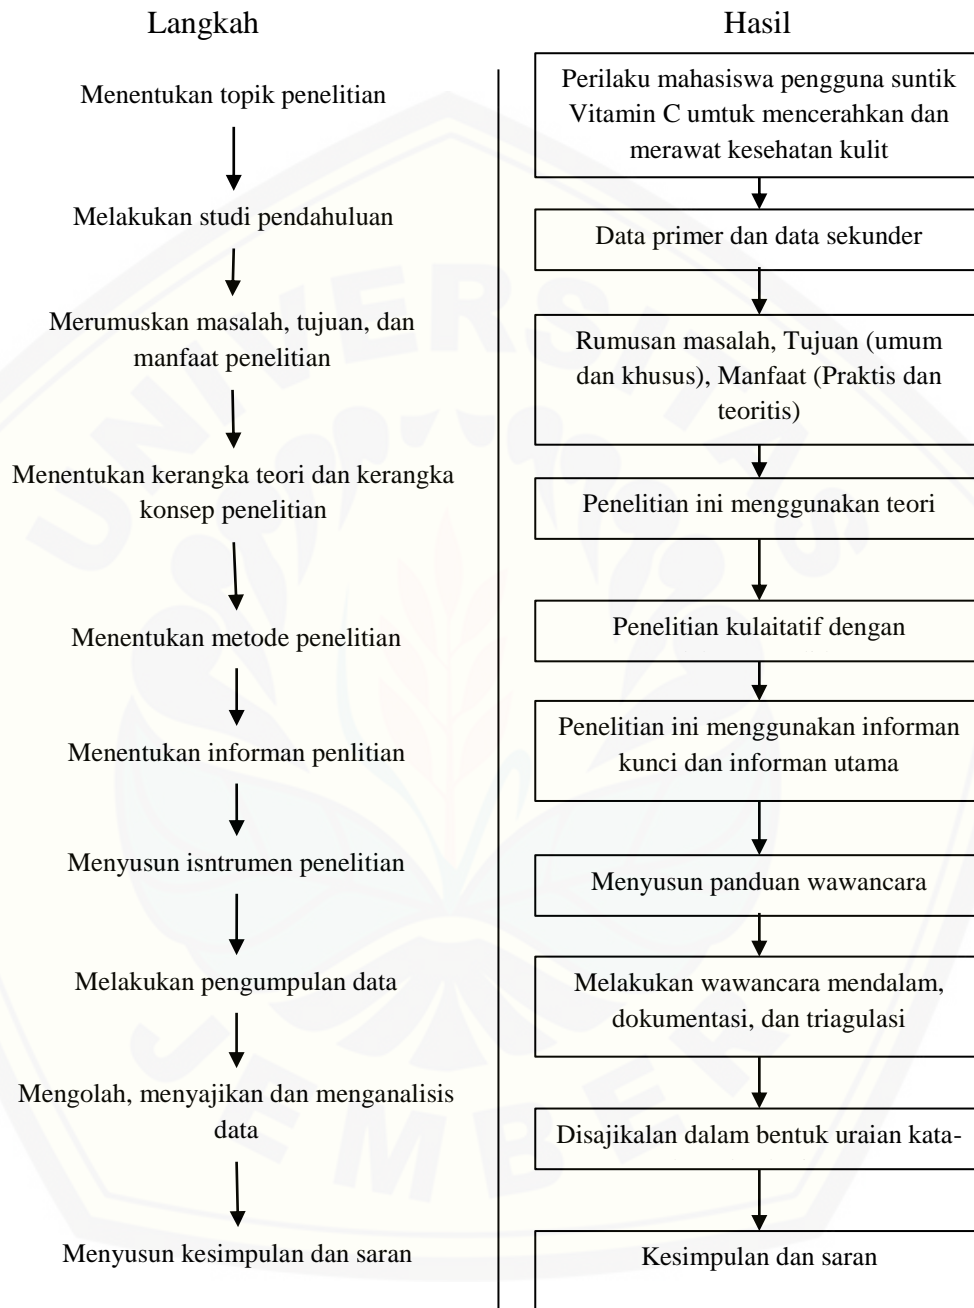 Langkah
Menentukan topik penelitian
Melakukan studi pendahuluan
Merumuskan masalah, tujuan, dan
manfaat penelitian
Menentukan kerangka teori dan kerangka
konsep penelitian
Menentukan metode penelitian
Menentukan informan penlitian
Menyusun isntrumen penelitian
Melakukan pengumpulan data
Mengolah, menyajikan dan menganalisis
data
Menyusun kesimpulan dan saran
Hasil
Perilaku mahasiswa pengguna suntik
Vitamin C umtuk mencerahkan dan
merawat kesehatan kulit
Data primer dan data sekunder
Rumusan masalah, Tujuan (umum
dan khusus), Manfaat (Praktis dan
teoritis)
Penelitian ini menggunakan teori
Penelitian kulaitatif dengan
Penelitian ini menggunakan informan
kunci dan informan utama
Menyusun panduan wawancara
Melakukan wawancara mendalam,
dokumentasi, dan triagulasi
Disajikalan dalam bentuk uraian kata-
Kesimpulan dan saran
UNIVERSITAS
JEMBER